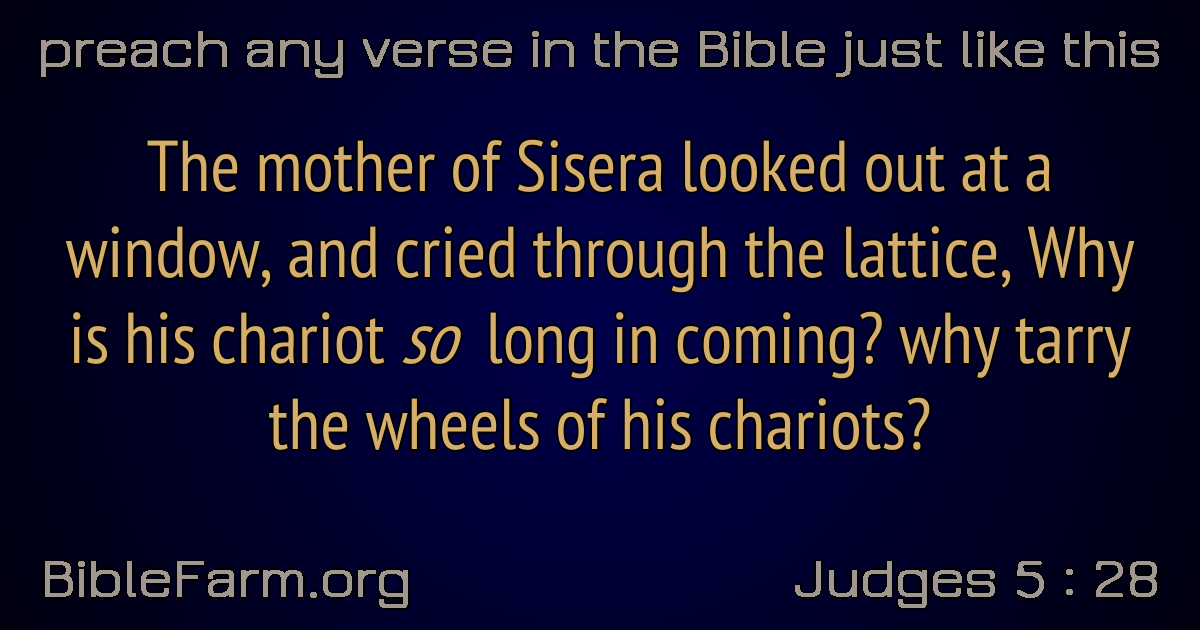 preach any verse in the Bible just like this
The mother of Sisera looked out at a
window, and cried through the lattice, Why
is his chariot so long in coming? why tarry
the wheels of his chariots?
BibleFarm.org
Judges 5 : 28